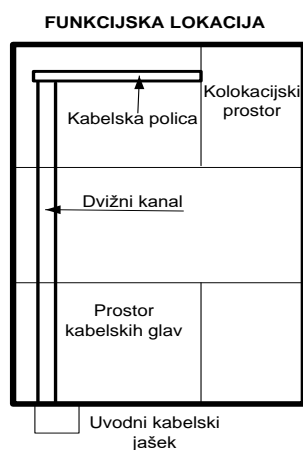 FUNKCIJSKA LOKACIJA
Kolokacijski
prostor
Kabelska polica
Dvižni kanal
Prostor
kabelskih glav
Uvodni kabelski
jašek